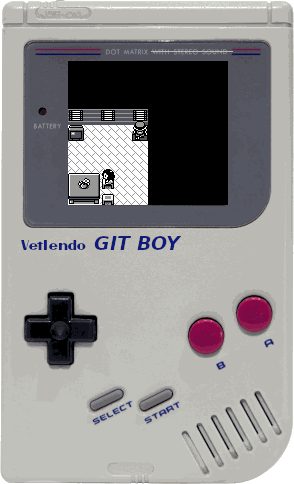 DOT MATRIX WITH STEREO SOUND
BATTERY
Vetlendo GIT BOY
B
A
SELECT
START